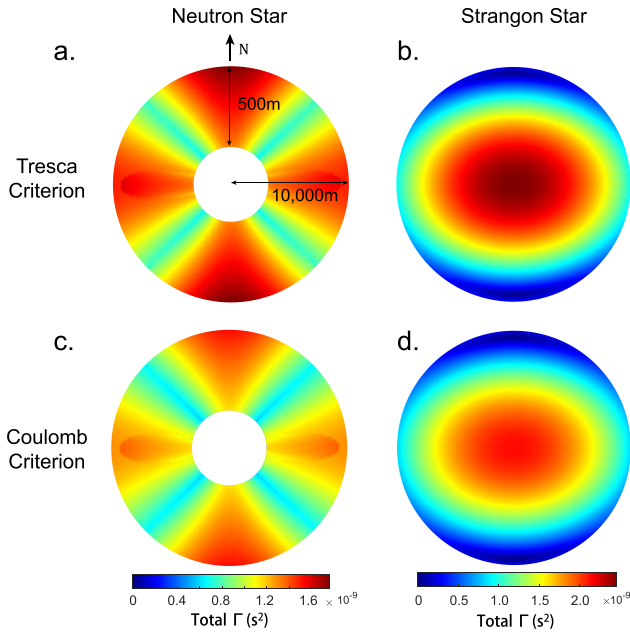 Neutron Star
Strangon Star
a.
N
b.
500m
10,000m
Tresca
Criterion
c.
d.
Coulomb
Criterion
0 0.4 0.8 1.2 1.6 × 10⁻⁹
Total Γ (s²)
0 0.5 1.0 1.5 2.0 ×10⁻⁹
Total Γ (s²)